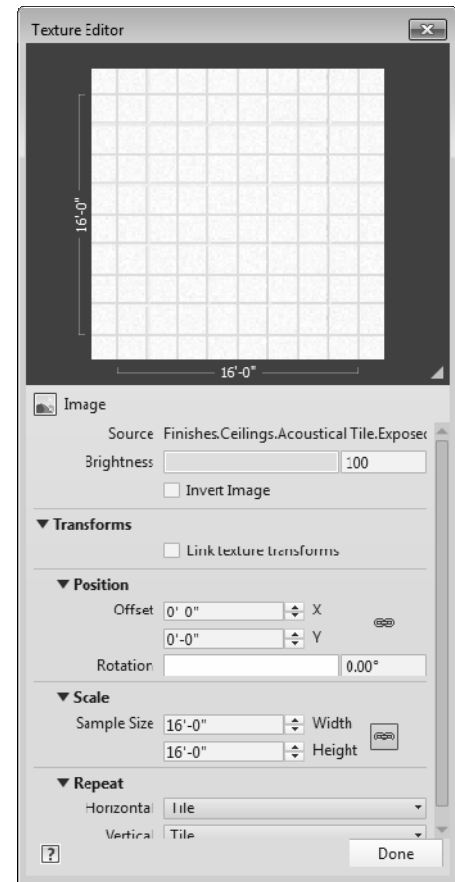 Texture Editor
16'-0"
16'-0"
Image
Source Finishes.Ceilings.Acoustical Tile.Exposed
Brightness 100
Invert Image
Transforms
Link texture transforms
Position
Offset 0' 0" X
0'-0" Y
Rotation 0.00°
Scale
Sample Size 16'-0" Width
16'-0" Height
Repeat
Horizontal Tile
Vertical Tile
? Done